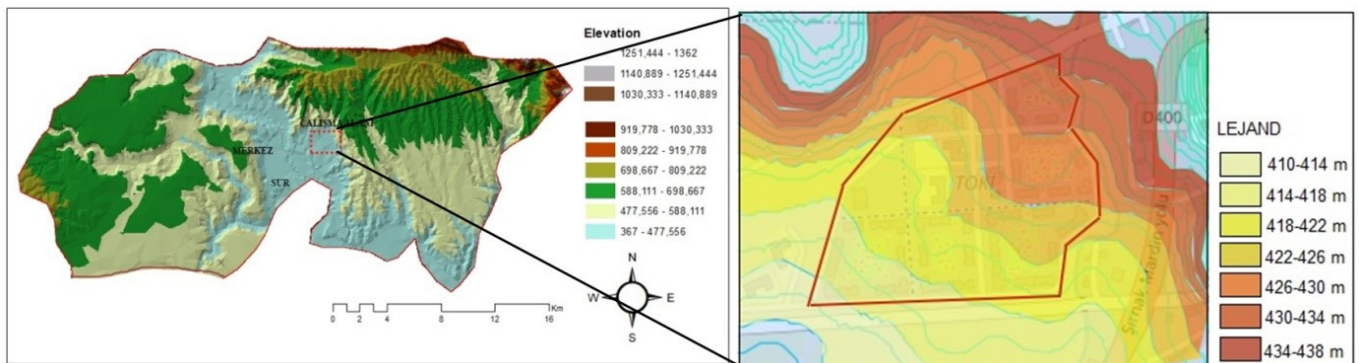 Elevation
1251,444 - 1362
1140,889 - 1251,444
1030,333 - 1140,889
919,778 - 1030,333
809,222 - 919,778
698,667 - 809,222
588,111 - 698,667
477,556 - 588,111
367 - 477,556
MERKEZ
SUR
N
W
E
S
0 2 4 8 12 16
Km
D400
TOKİ
Şırnak Mardin yolu
LEJAND
410-414 m
414-418 m
418-422 m
422-426 m
426-430 m
430-434 m
434-438 m